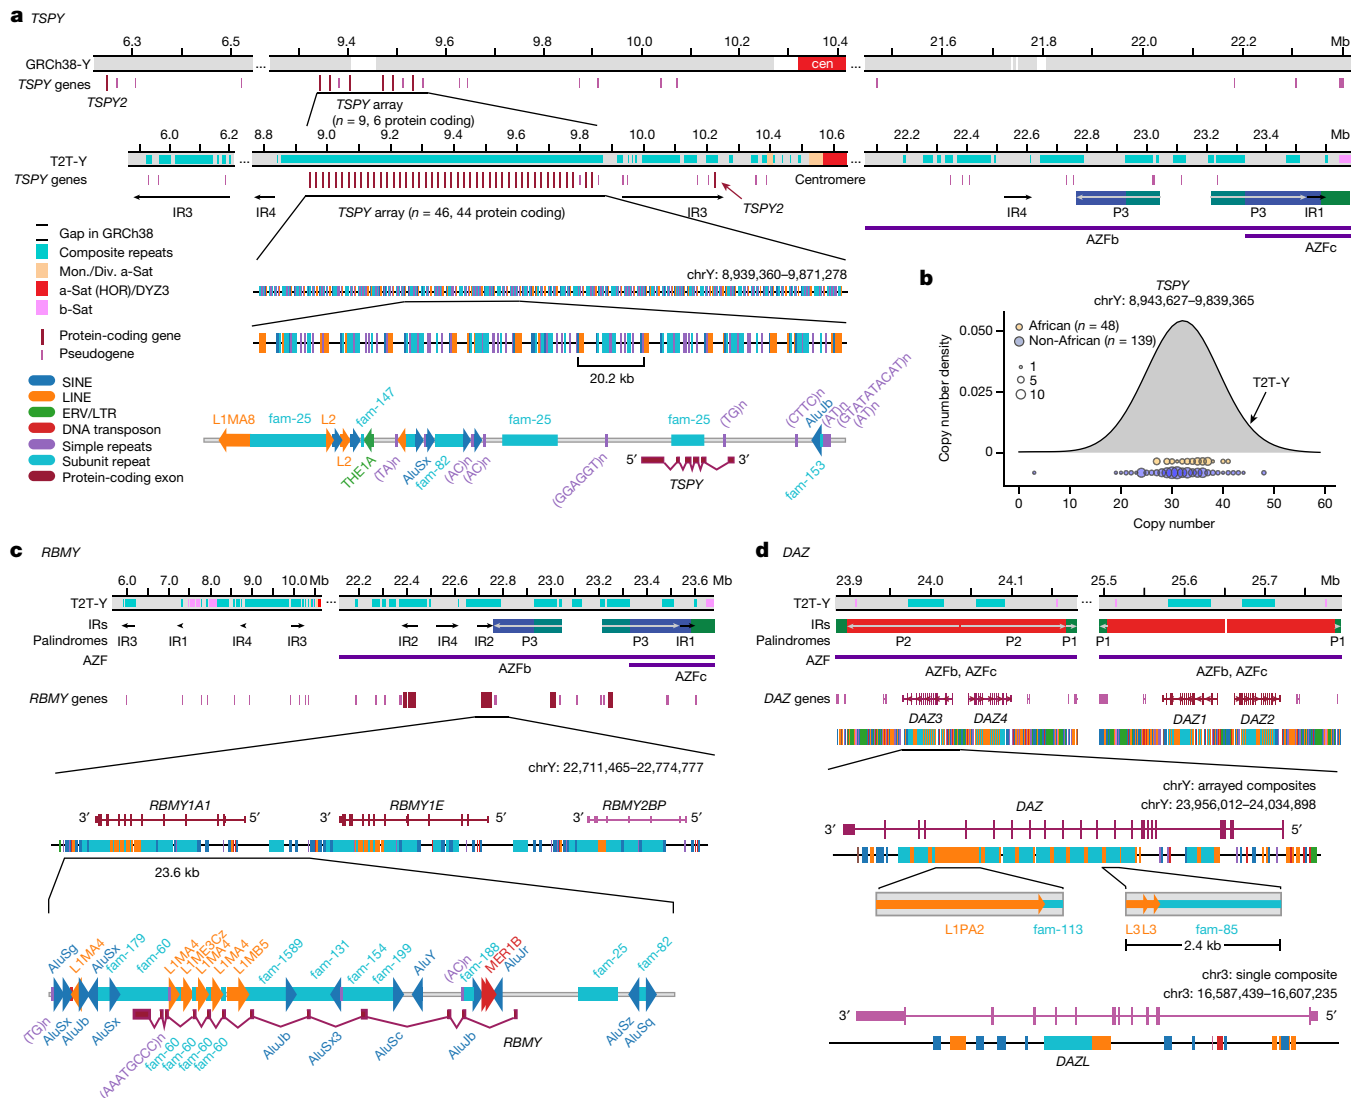 a TSPY
6.3 6.5 9.4 9.6 9.8 10.0 10.2 10.4 21.6 21.8 22.0 22.2 Mb
GRCh38-Y ... cen ...
TSPY genes
TSPY2
TSPY array
(n = 9, 6 protein coding)
6.0 6.2 8.8 9.0 9.2 9.4 9.6 9.8 10.0 10.2 10.4 10.6 22.2 22.4 22.6 22.8 23.0 23.2 23.4 Mb
T2T-Y ... ...
TSPY genes Centromere
IR3 IR4 TSPY array (n = 46, 44 protein coding) IR3 TSPY2 IR4 P3 P3 IR1
AZFb
AZFc
Gap in GRCh38
Composite repeats
Mon./Div. a-Sat
a-Sat (HOR)/DYZ3
b-Sat
Protein-coding gene
Pseudogene
SINE
LINE
ERV/LTR
DNA transposon
Simple repeats
Subunit repeat
Protein-coding exon
chrY: 8,939,360–9,871,278
20.2 kb
L1MA8
fam-25
L2
fam-147
fam-25
fam-25
(TG)n
(CTTC)n
AluJb
(AT)n
(GTATATACAT)n
(AT)n
L2
THE1A
(TA)n
AluSx
fam-82
(AC)n
(AC)n
(GGAGGT)n
5′ 3′
TSPY
fam-153
b
TSPY
chrY: 8,943,627–9,839,365
African (n = 48)
Non-African (n = 139)
1
5
10
T2T-Y
Copy number density
0.050
0.025
0
0 10 20 30 40 50 60
Copy number
c RBMY
6.0 7.0 8.0 9.0 10.0 Mb 22.2 22.4 22.6 22.8 23.0 23.2 23.4 23.6 Mb
T2T-Y ...
IRs
Palindromes IR3 IR1 IR4 IR3 IR2 IR4 IR2 P3 P3 IR1
AZF
AZFb
AZFc
RBMY genes
chrY: 22,711,465–22,774,777
3′ RBMY1A1 5′ 3′ RBMY1E 5′ RBMY2BP
3′ 5′
23.6 kb
AluSg
L1MA4
AluSx
fam-179
fam-60
L1MA4
L1ME3Cz
L1MA4
L1MA4
L1MB5
fam-1589
fam-131
fam-154
fam-199
AluY
(AC)n
fam-188
MER1B
AluJr
fam-25
fam-82
(TG)n
AluSx
AluJb
AluSx
(AAATGCCC)n
fam-60
fam-60
fam-60
fam-60
AluJb
AluSx3
AluSc
AluJb
RBMY
AluSz
AluSq
d DAZ
23.9 24.0 24.1 25.5 25.6 25.7 Mb
T2T-Y ...
IRs
Palindromes P2 P2 P1 P1 P1
AZF
AZFb, AZFc AZFb, AZFc
DAZ genes
DAZ3 DAZ4 DAZ1 DAZ2
chrY: arrayed composites
DAZ chrY: 23,956,012–24,034,898
3′ 5′
L1PA2 fam-113 L3 L3 fam-85
2.4 kb
chr3: single composite
chr3: 16,587,439–16,607,235
3′ 5′
DAZL